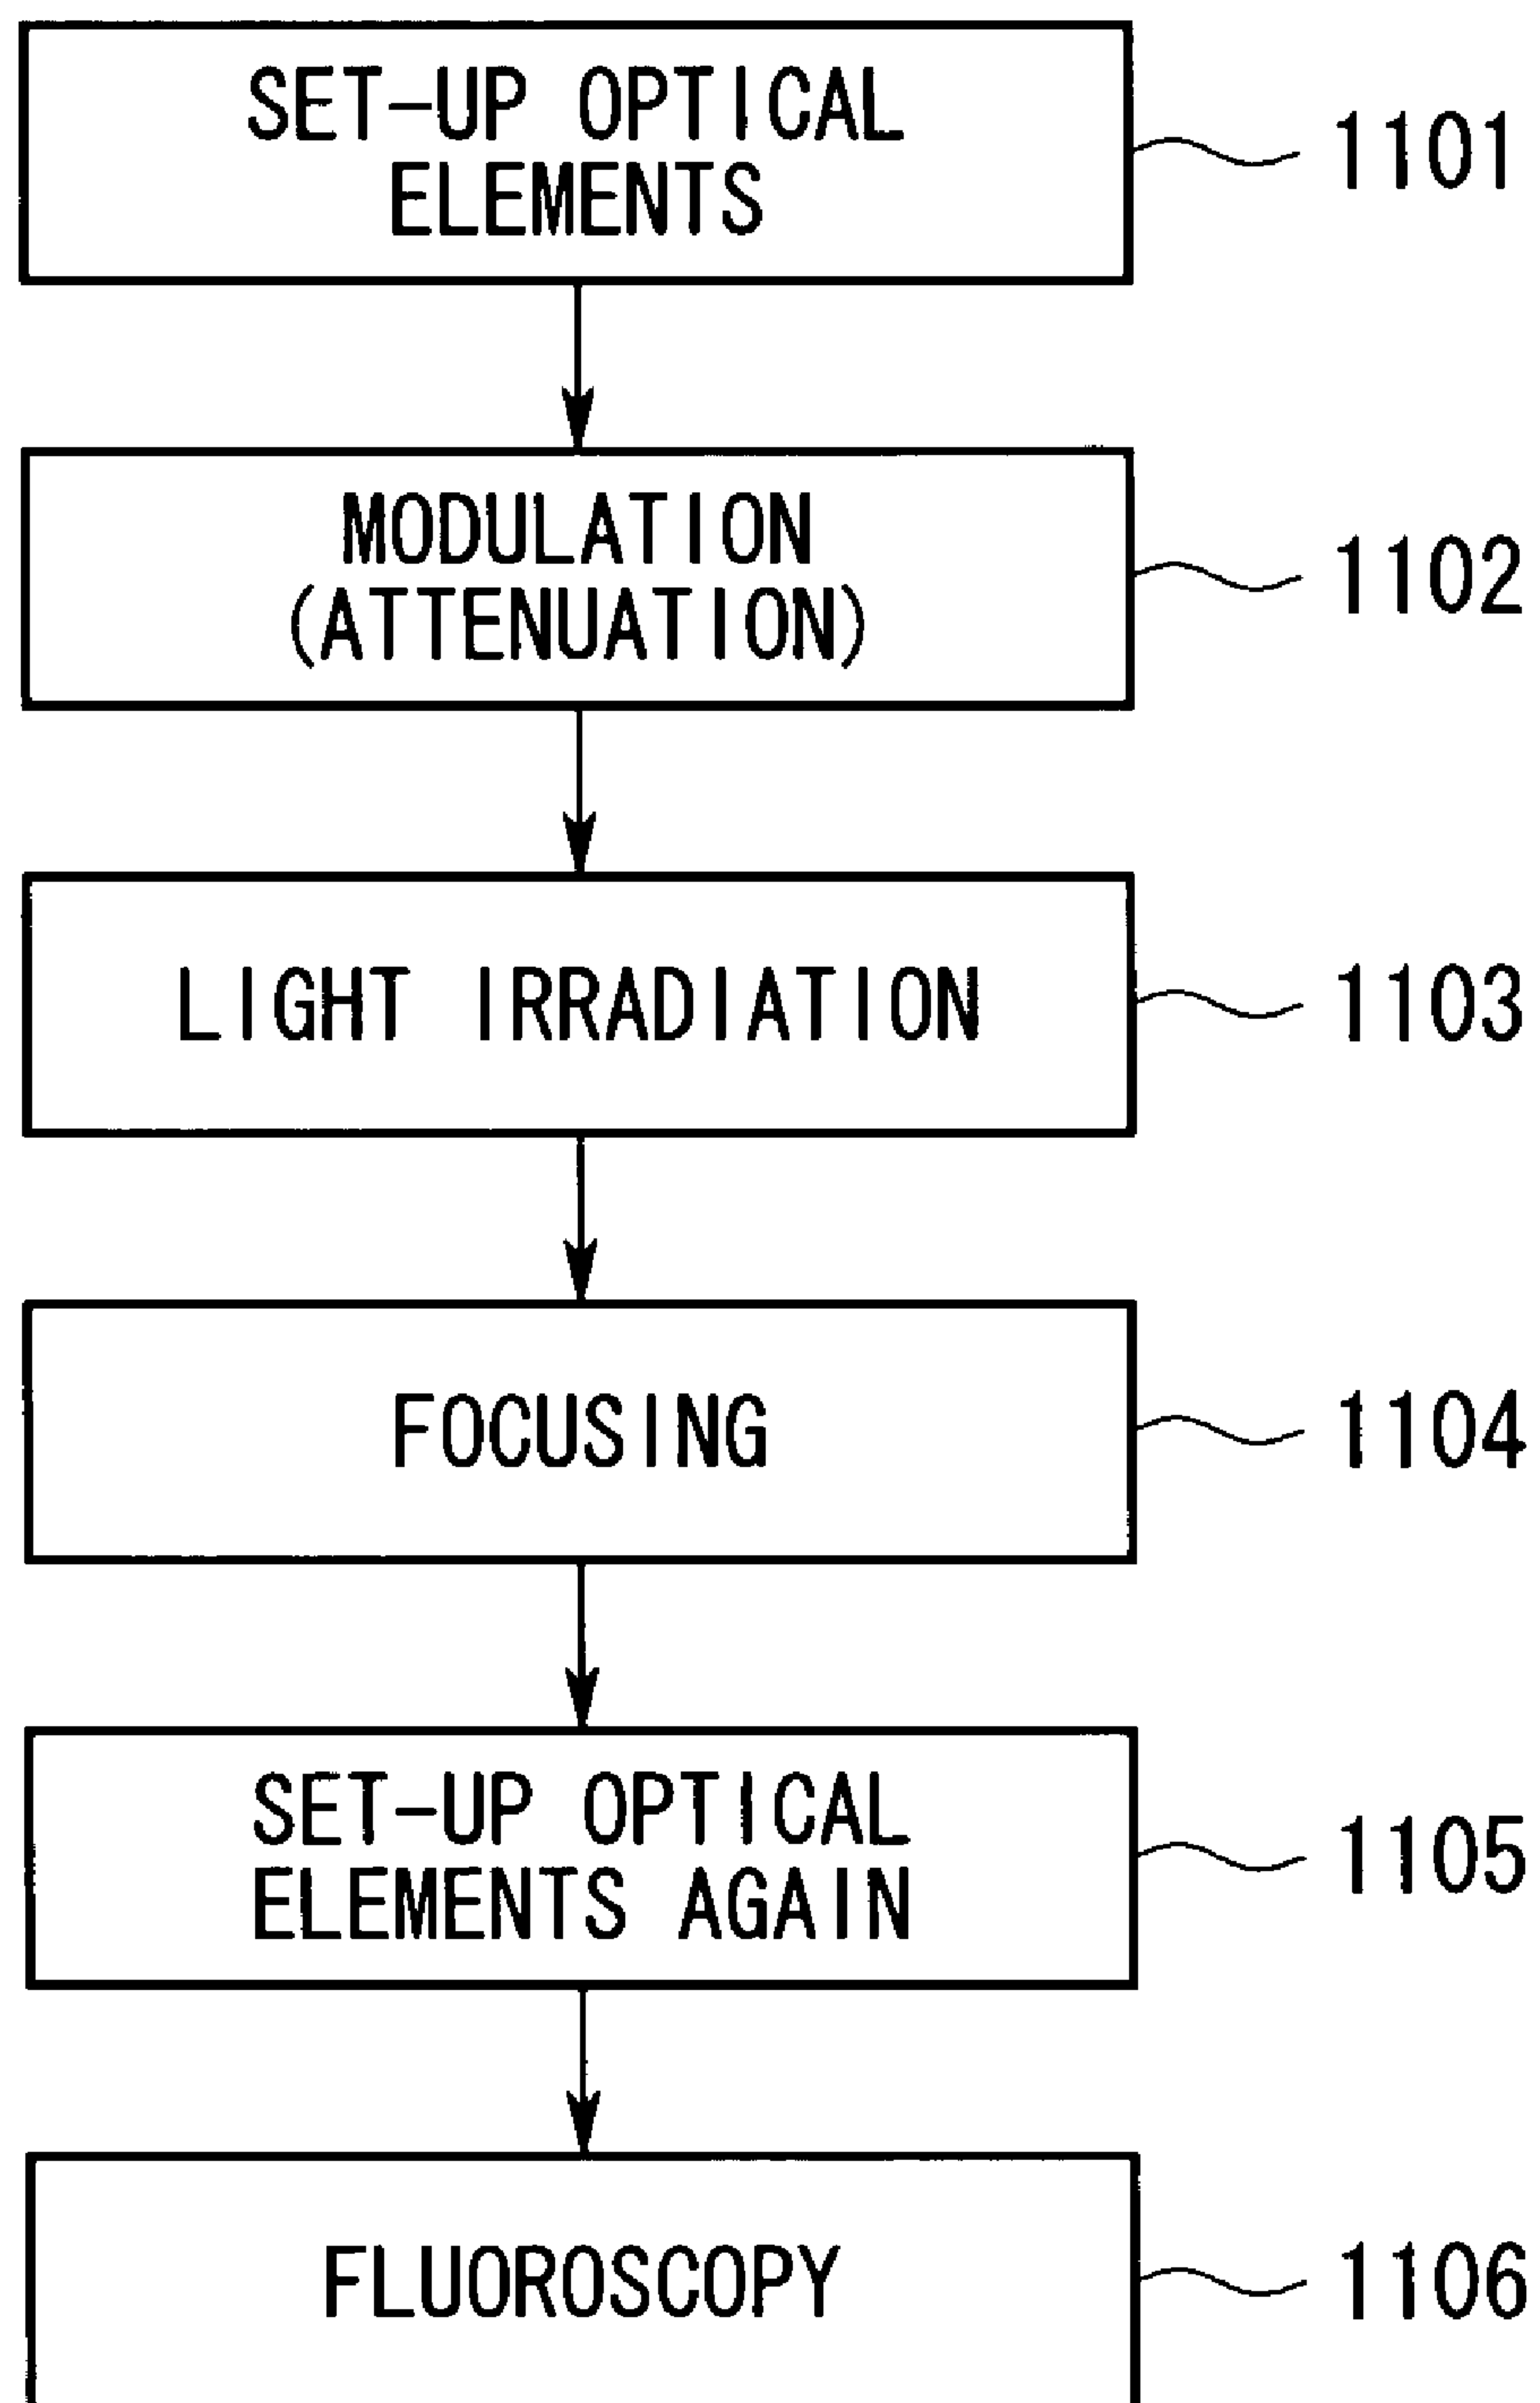 SET-UP OPTICAL
ELEMENTS
1101
MODULATION
(ATTENUATION)
1102
LIGHT IRRADIATION
1103
FOCUSING
1104
SET-UP OPTICAL
ELEMENTS AGAIN
1105
FLUOROSCOPY
1106